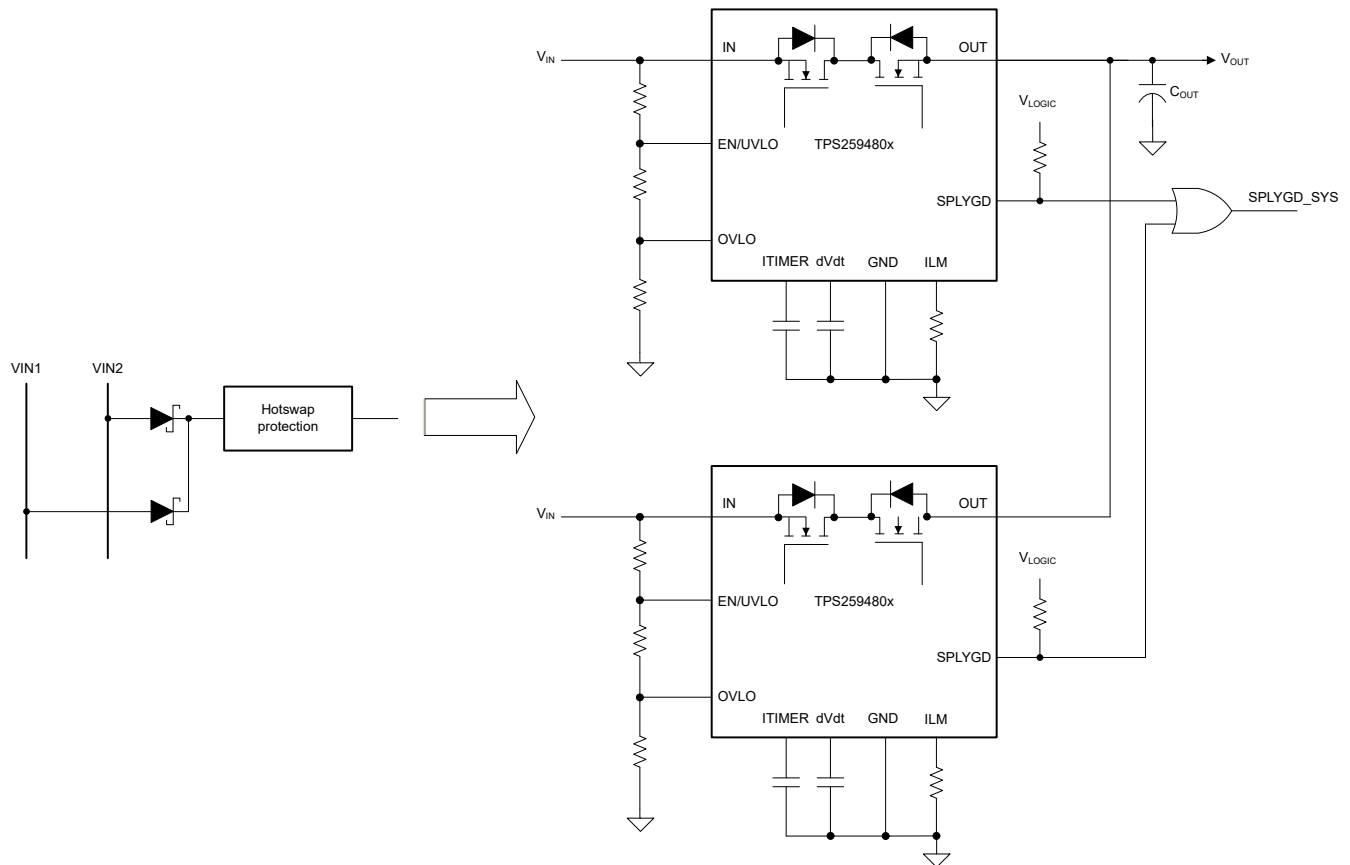 VIN1
VIN2
Hotswap
protection
VIN
IN
OUT
VOUT
COUT
VLOGIC
EN/UVLO
TPS259480x
SPLYGD
SPLYGD_SYS
OVLO
ITIMER
dVdt
GND
ILM
VIN
IN
OUT
VLOGIC
EN/UVLO
TPS259480x
SPLYGD
OVLO
ITIMER
dVdt
GND
ILM